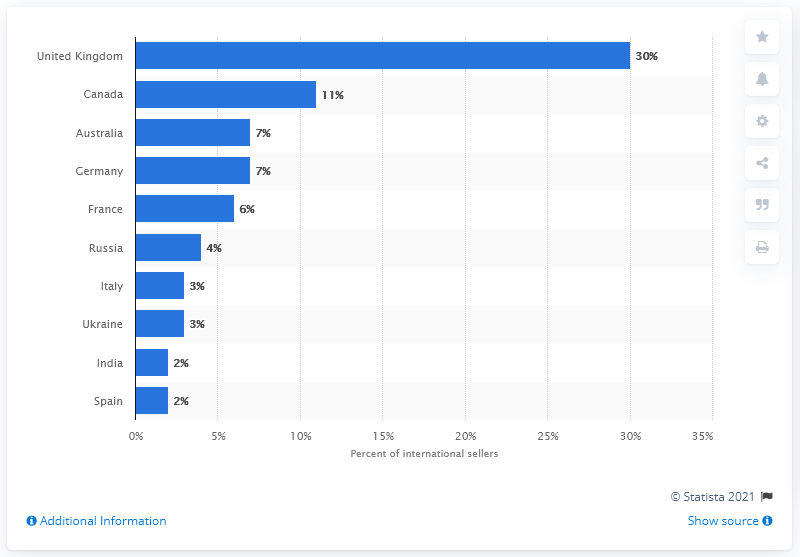 United Kingdom 30%
Canada 11%
Australia 7%
Germany 7%
France 6%
Russia 4%
Italy 3%
Ukraine 3%
India 2%
Spain 2%
0% 5% 10% 15% 20% 25% 30% 35%
Percent of international sellers
© Statista 2021
Additional Information Show source